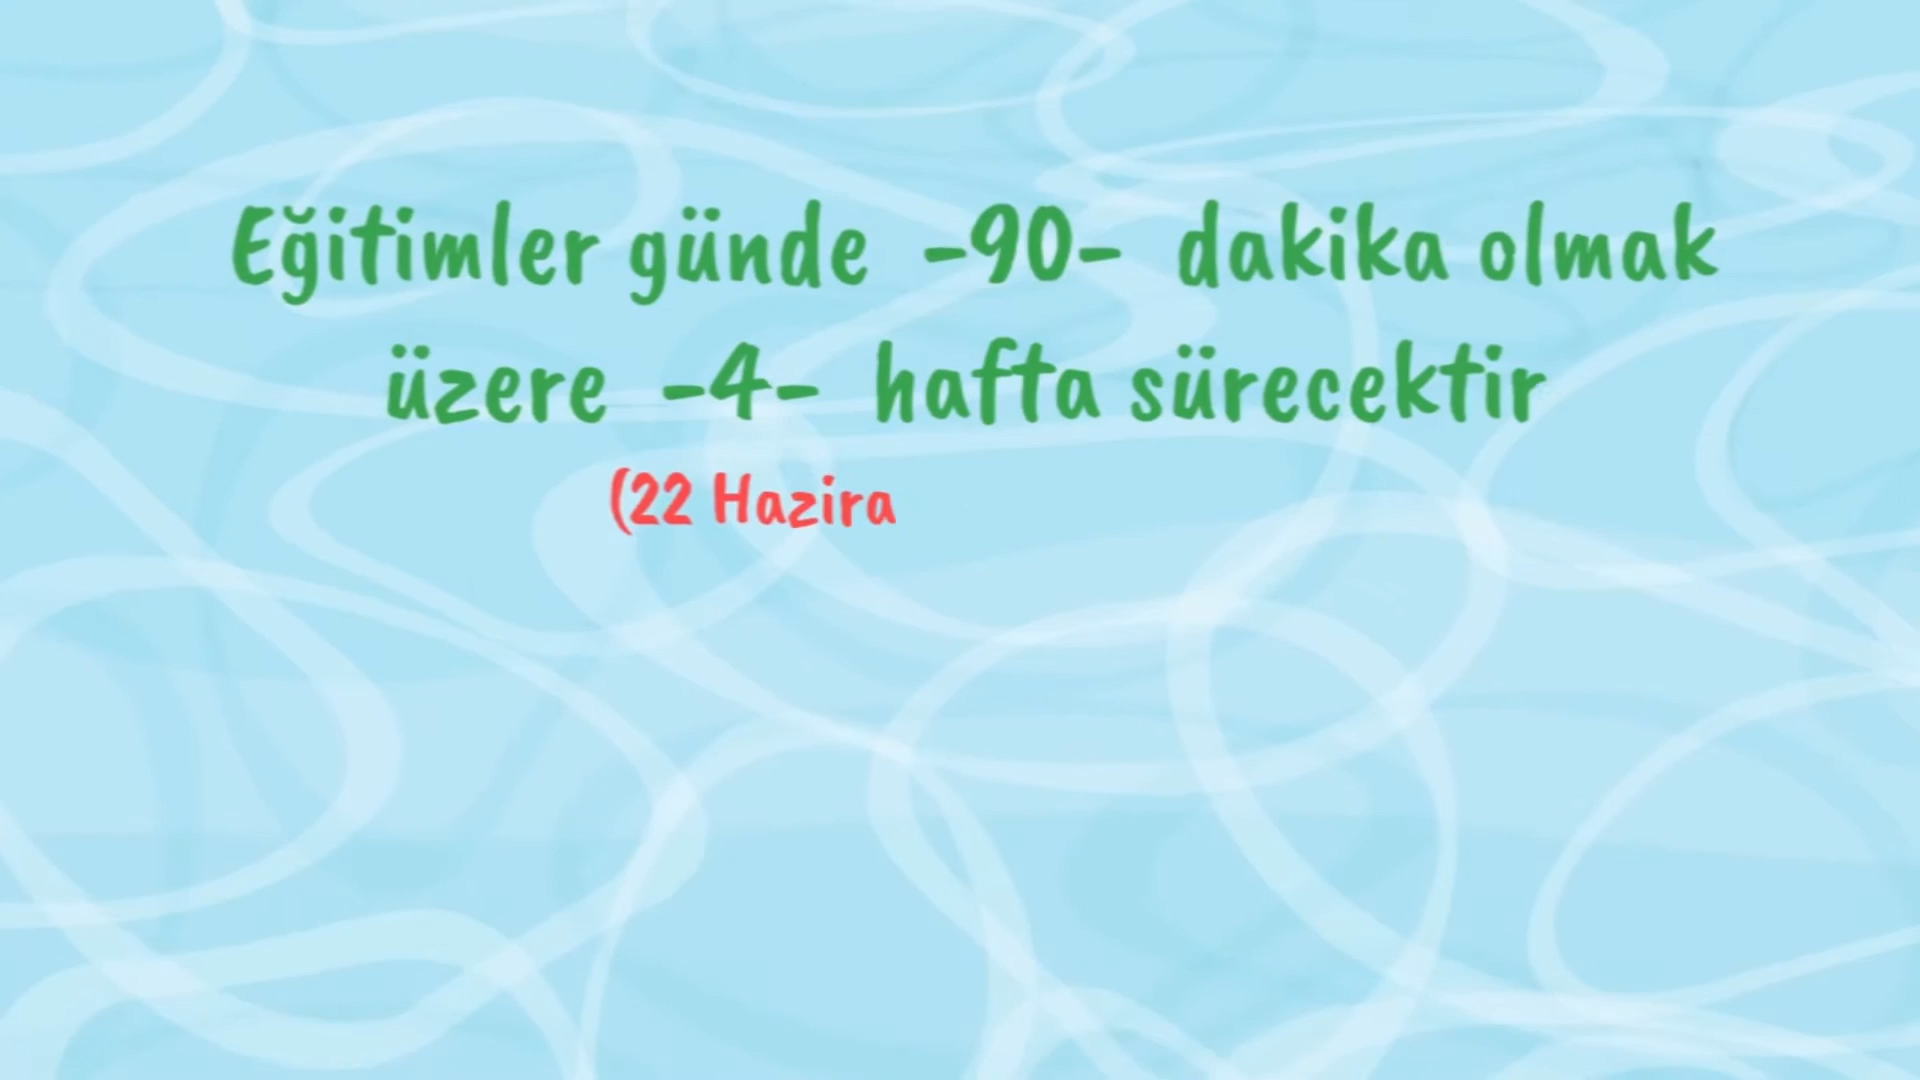 Eğitimler günde -90- dakika olmak
üzere -4- hafta sürecektir
(22 Hazira